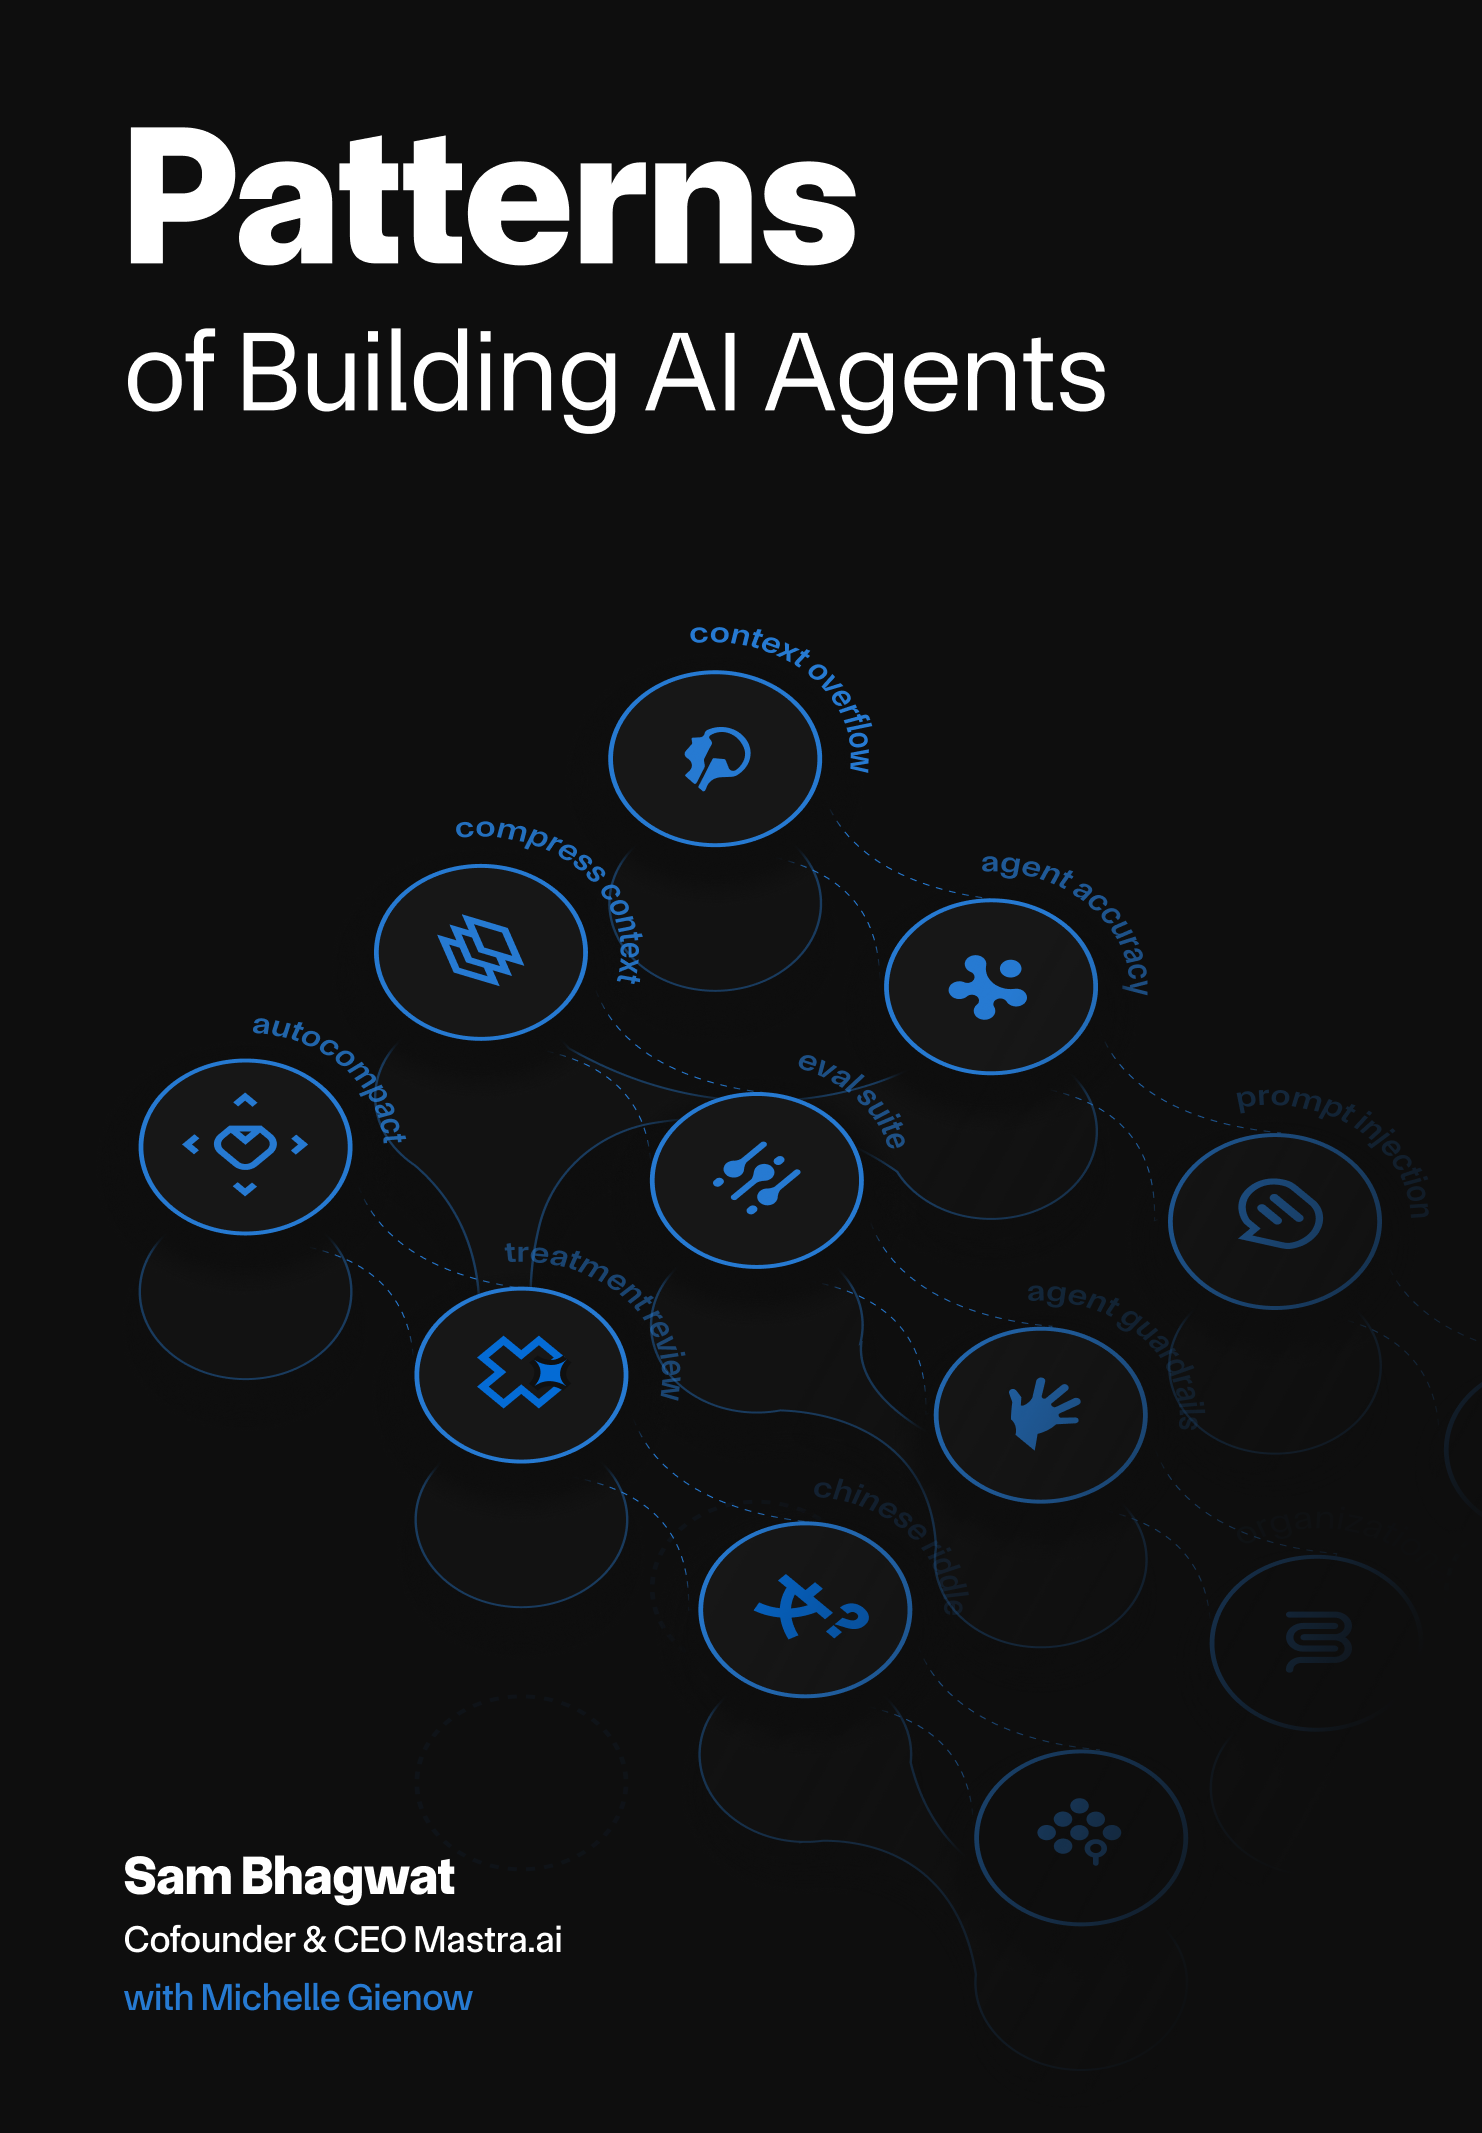 Patterns
of Building AI Agents
context overflow
compress context
agent accuracy
autocompact
eval suite
prompt injection
treatment review
agent guardrails
chinese riddle
Sam Bhagwat
Cofounder & CEO Mastra.ai
with Michelle Gienow